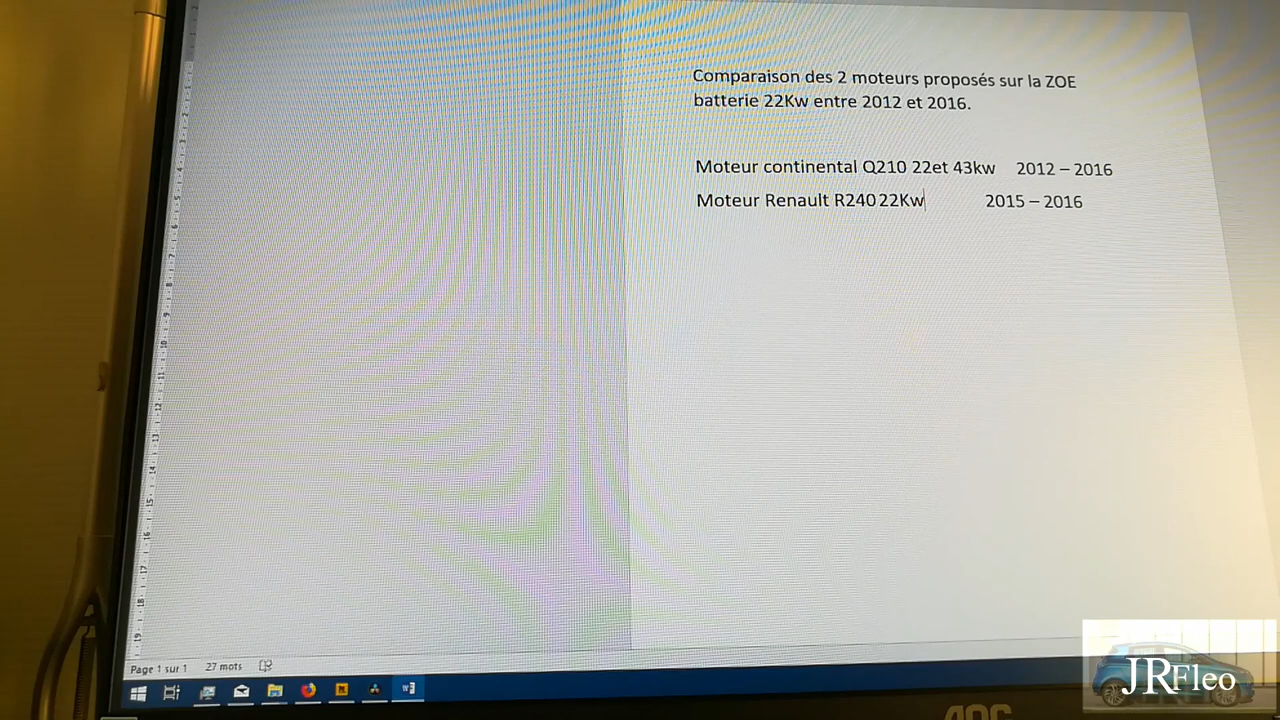 Comparaison des 2 moteurs proposés sur la ZOE
batterie 22Kw entre 2012 et 2016.
Moteur continental Q210 22et 43kw 2012 – 2016
Moteur Renault R240 22Kw 2015 – 2016
Page 1 sur 1 27 mots
JRFleo
AOC